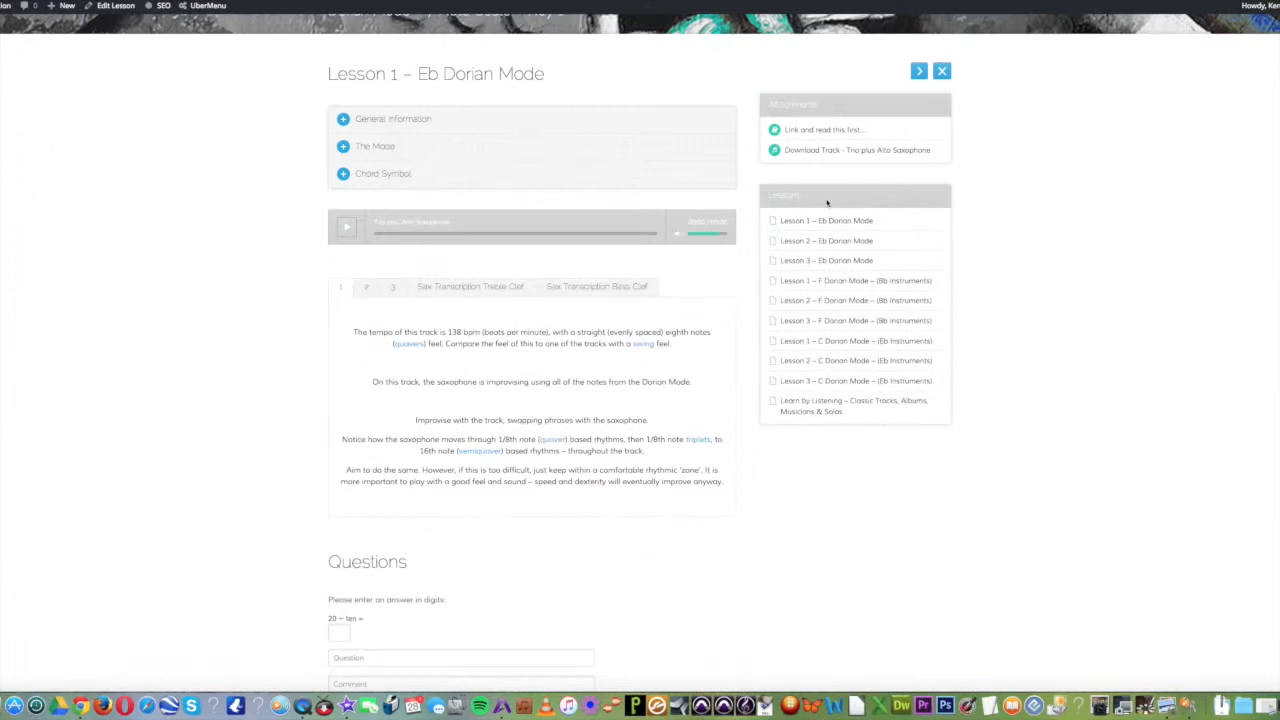 0
New
Edit Lesson
SEO
UberMenu
Howdy, Ken
Lesson 1 – Eb Dorian Mode
General Information
The Mode
Chord Symbol
Trio plus Alto Saxophone
1
2
3
Sax Transcription Treble Clef
Sax Transcription Bass Clef
The tempo of this track is 138 bpm (beats per minute), with a straight (evenly spaced) eighth notes
(quavers) feel. Compare the feel of this to one of the tracks with a swing feel.
On this track, the saxophone is improvising using all of the notes from the Dorian Mode.
Improvise with the track, swapping phrases with the saxophone.
Notice how the saxophone moves through 1/8th note (quaver) based rhythms, then 1/8th note triplets, to
16th note (semiquaver) based rhythms – throughout the track.
Aim to do the same. However, if this is too difficult, just keep within a comfortable rhythmic 'zone'. It is
more important to play with a good feel and sound – speed and dexterity will eventually improve anyway.
Questions
Please enter an answer in digits:
20 − ten =
Question
Comment
Attachments
Link and read this first....
Download Track - Trio plus Alto Saxophone
Lessons
Lesson 1 – Eb Dorian Mode
Lesson 2 – Eb Dorian Mode
Lesson 3 – Eb Dorian Mode
Lesson 1 – F Dorian Mode – (Bb Instruments)
Lesson 2 – F Dorian Mode – (Bb Instruments)
Lesson 3 – F Dorian Mode – (Bb Instruments)
Lesson 1 – C Dorian Mode – (Eb Instruments)
Lesson 2 – C Dorian Mode – (Eb Instruments)
Lesson 3 – C Dorian Mode – (Eb Instruments)
Learn by Listening – Classic Tracks, Albums,
Musicians & Solos